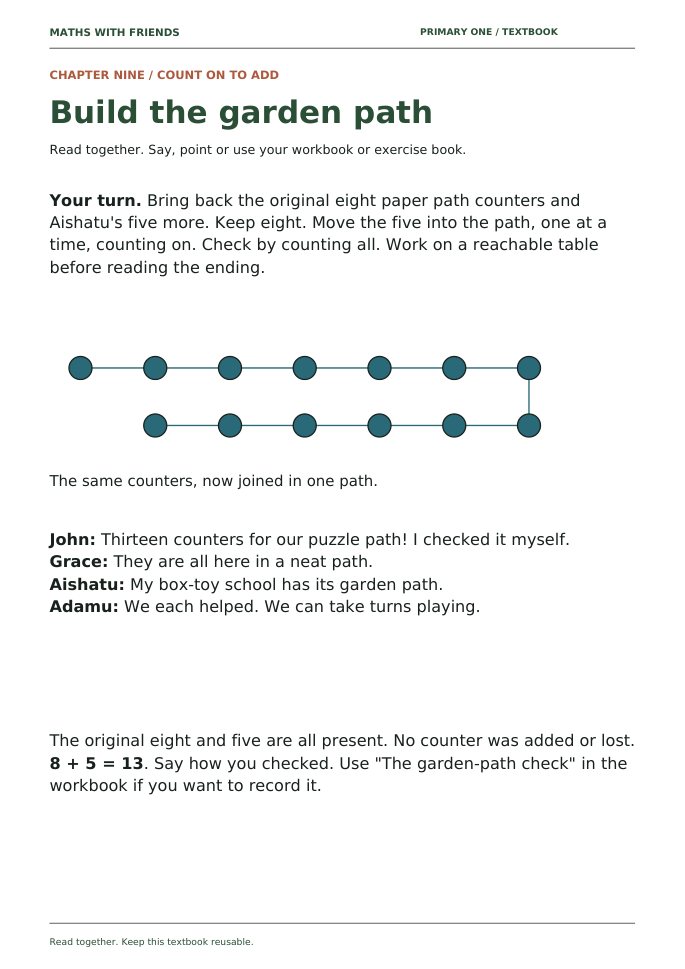 MATHS WITH FRIENDS
PRIMARY ONE / TEXTBOOK
CHAPTER NINE / COUNT ON TO ADD
Build the garden path
Read together. Say, point or use your workbook or exercise book.
Your turn. Bring back the original eight paper path counters and
Aishatu's five more. Keep eight. Move the five into the path, one at a
time, counting on. Check by counting all. Work on a reachable table
before reading the ending.
The same counters, now joined in one path.
John: Thirteen counters for our puzzle path! I checked it myself.
Grace: They are all here in a neat path.
Aishatu: My box-toy school has its garden path.
Adamu: We each helped. We can take turns playing.
The original eight and five are all present. No counter was added or lost.
8 + 5 = 13. Say how you checked. Use "The garden-path check" in the
workbook if you want to record it.
Read together. Keep this textbook reusable.